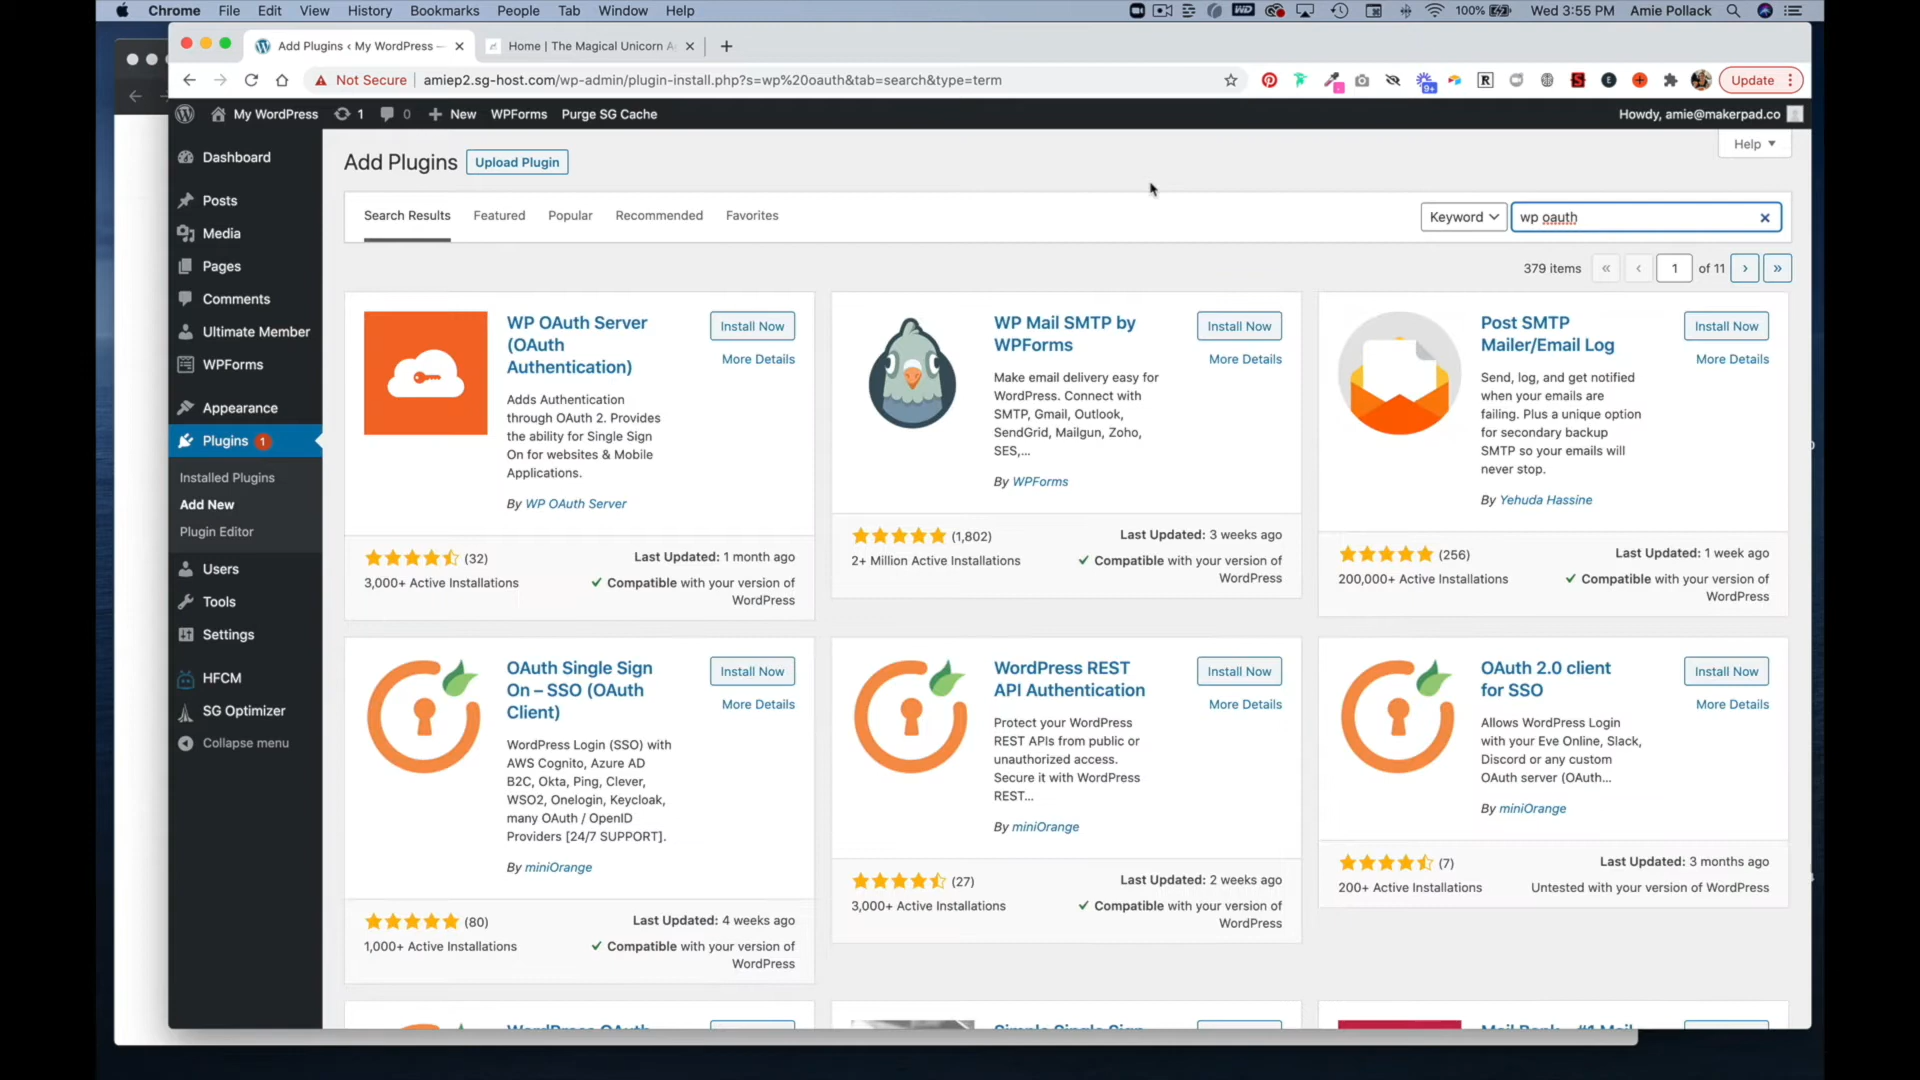 Chrome File Edit View History Bookmarks People Tab Window Help 100% Wed 3:55 PM Amie Pollack
Add Plugins ‹ My WordPress — Home | The Magical Unicorn A
Not Secure amiep2.sg-host.com/wp-admin/plugin-install.php?s=wp%20oauth&tab=search&type=term 9+ Update
My WordPress 1 0 New WPForms Purge SG Cache Howdy, amie@makerpad.co
Dashboard
Posts
Media
Pages
Comments
Ultimate Member
WPForms
Appearance
Plugins 1
Installed Plugins
Add New
Plugin Editor
Users
Tools
Settings
HFCM
SG Optimizer
Collapse menu
Add Plugins Upload Plugin Help
Search Results Featured Popular Recommended Favorites Keyword wp oauth
379 items « ‹ 1 of 11 › »
WP OAuth Server
(OAuth
Authentication)
Install Now
More Details
Adds Authentication
through OAuth 2. Provides
the ability for Single Sign
On for websites & Mobile
Applications.
By WP OAuth Server
(32)
3,000+ Active Installations
Last Updated: 1 month ago
Compatible with your version of
WordPress
WP Mail SMTP by
WPForms
Install Now
More Details
Make email delivery easy for
WordPress. Connect with
SMTP, Gmail, Outlook,
SendGrid, Mailgun, Zoho,
SES,...
By WPForms
(1,802)
2+ Million Active Installations
Last Updated: 3 weeks ago
Compatible with your version of
WordPress
Post SMTP
Mailer/Email Log
Install Now
More Details
Send, log, and get notified
when your emails are
failing. Plus a unique option
for secondary backup
SMTP so your emails will
never stop.
By Yehuda Hassine
(256)
200,000+ Active Installations
Last Updated: 1 week ago
Compatible with your version of
WordPress
OAuth Single Sign
On – SSO (OAuth
Client)
Install Now
More Details
WordPress Login (SSO) with
AWS Cognito, Azure AD
B2C, Okta, Ping, Clever,
WSO2, Onelogin, Keycloak,
many OAuth / OpenID
Providers [24/7 SUPPORT].
By miniOrange
(80)
1,000+ Active Installations
Last Updated: 4 weeks ago
Compatible with your version of
WordPress
WordPress REST
API Authentication
Install Now
More Details
Protect your WordPress
REST APIs from public or
unauthorized access.
Secure it with WordPress
REST...
By miniOrange
(27)
3,000+ Active Installations
Last Updated: 2 weeks ago
Compatible with your version of
WordPress
OAuth 2.0 client
for SSO
Install Now
More Details
Allows WordPress Login
with your Eve Online, Slack,
Discord or any custom
OAuth server (OAuth...
By miniOrange
(7)
200+ Active Installations
Last Updated: 3 months ago
Untested with your version of WordPress
WordPress OAuth
Simple Single Sign
Mail Bank – #1 Mail